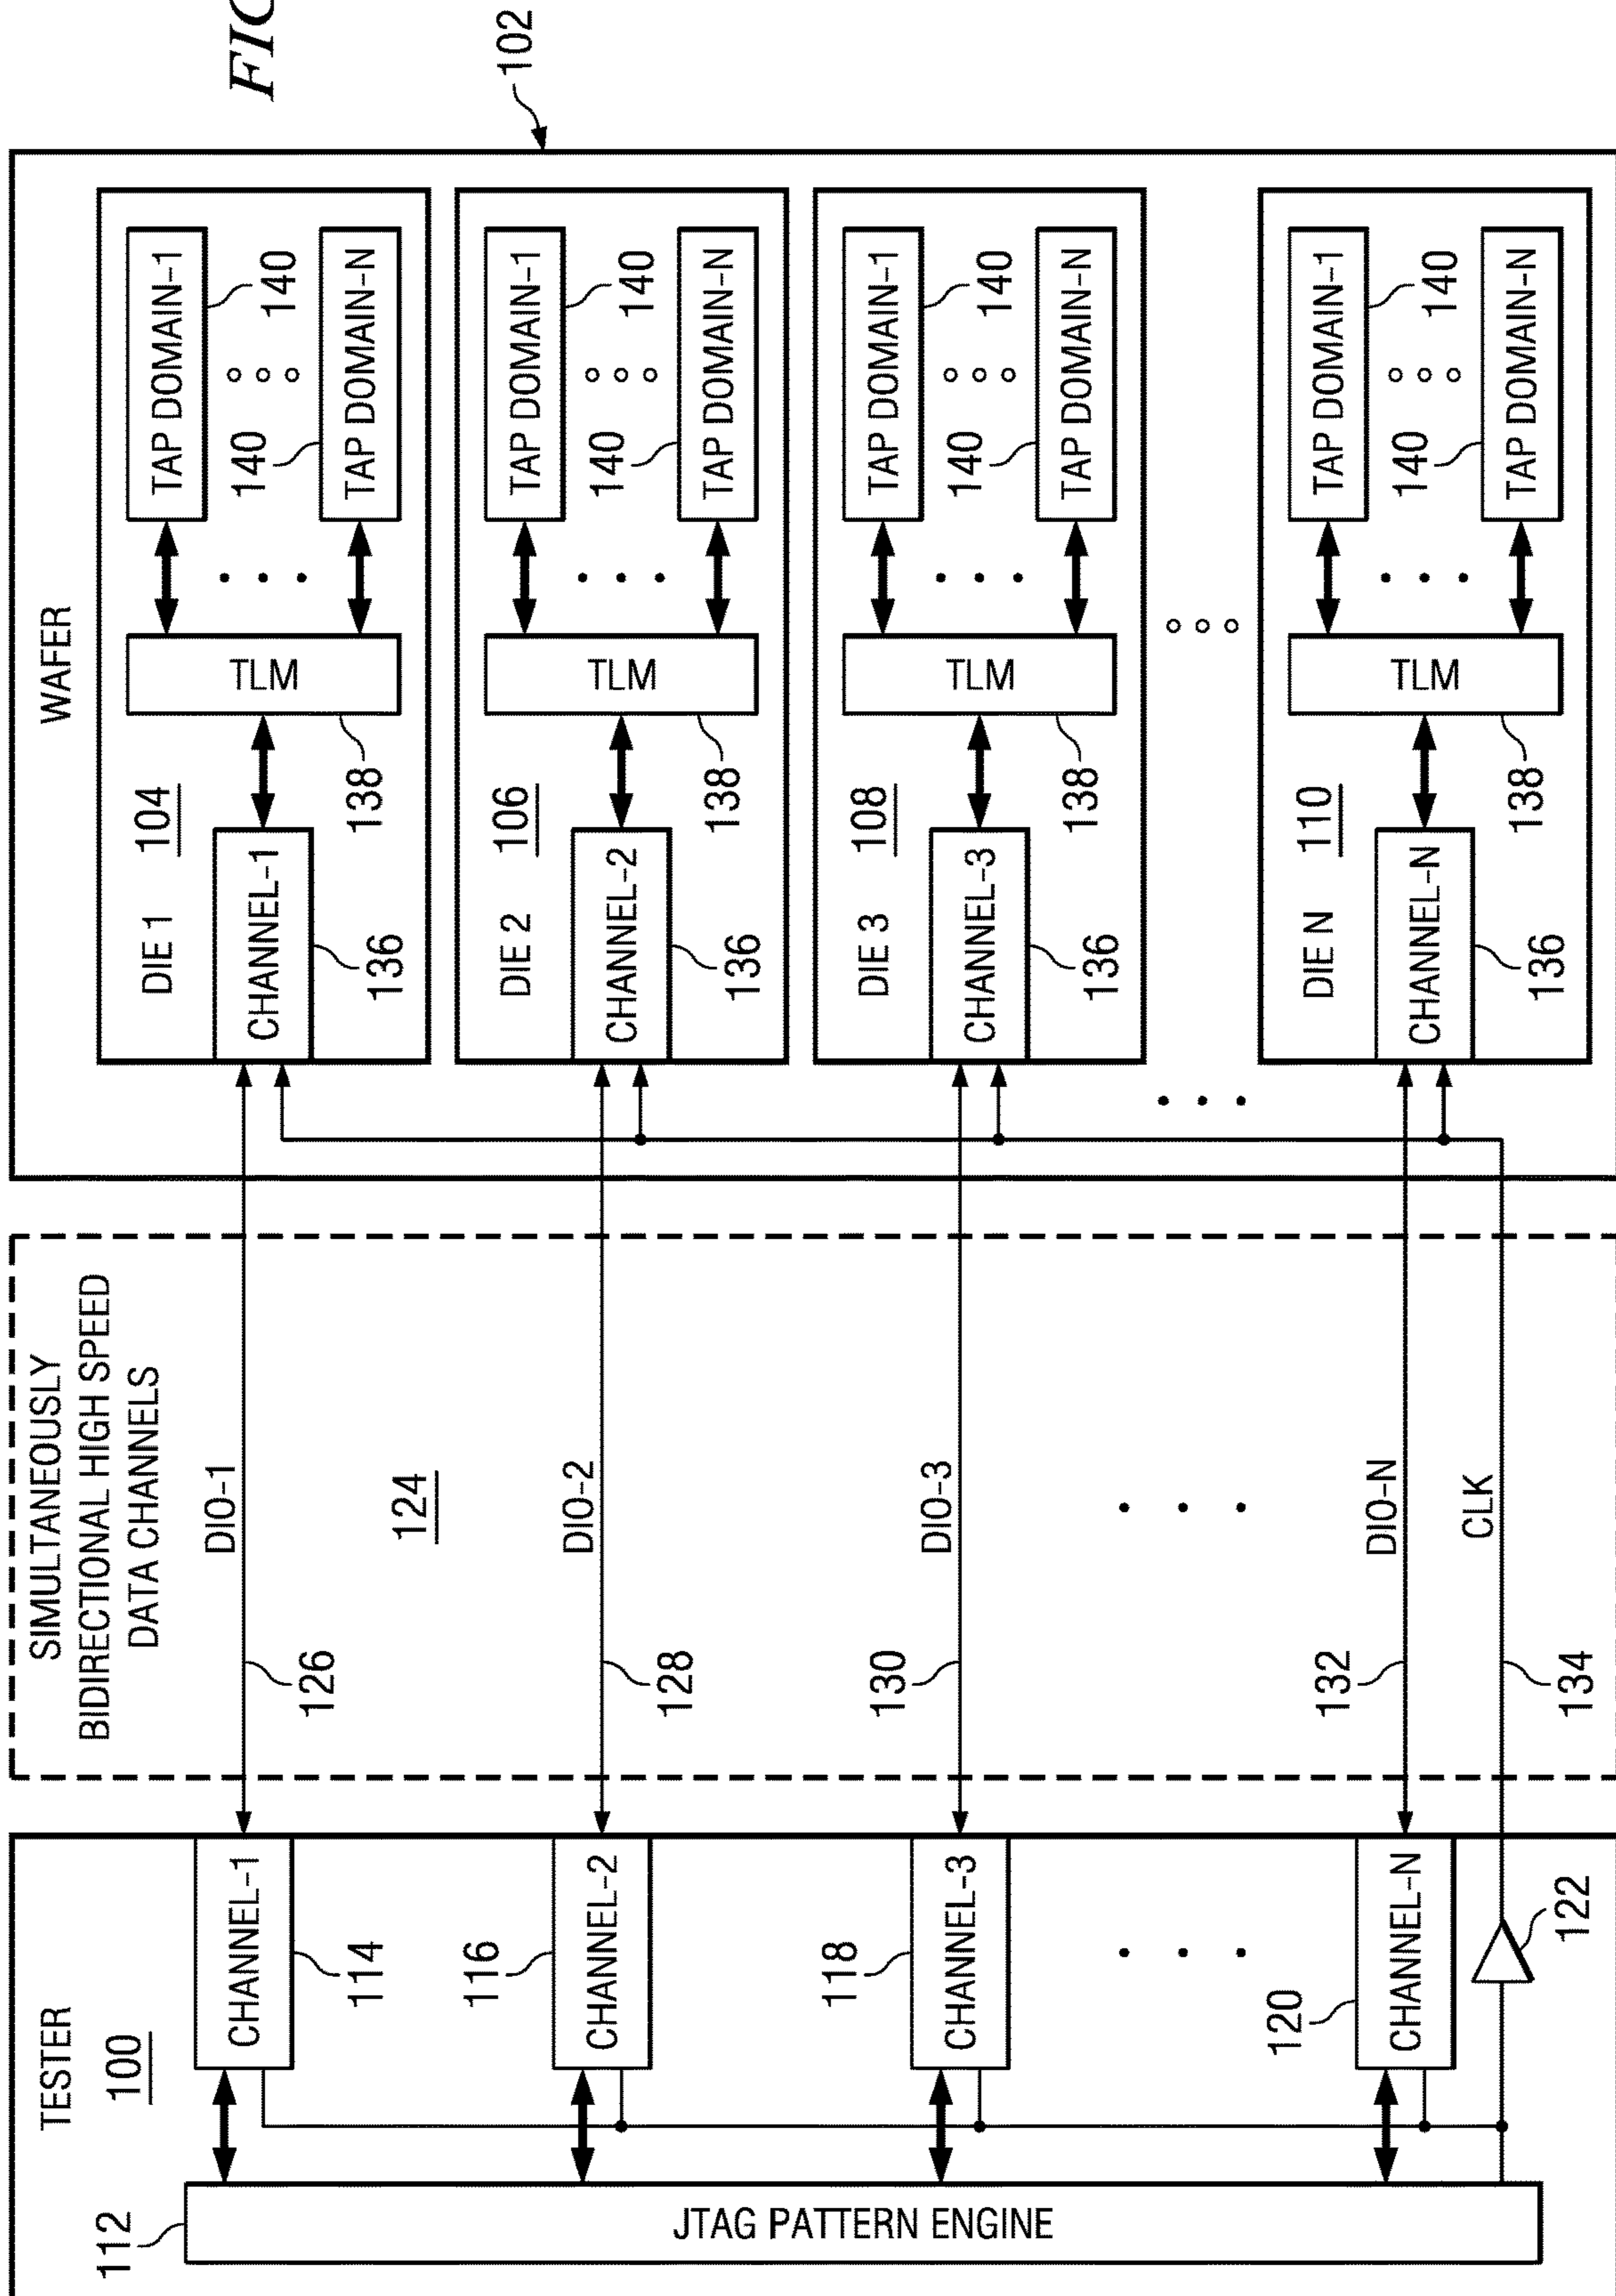 FIG
TESTER
100
112
JTAG PATTERN ENGINE
CHANNEL-1
114
CHANNEL-2
116
CHANNEL-3
118
CHANNEL-N
120
122
SIMULTANEOUSLY
BIDIRECTIONAL HIGH SPEED
DATA CHANNELS
124
DIO-1
126
DIO-2
128
DIO-3
130
DIO-N
132
CLK
134
WAFER
102
DIE 1
104
CHANNEL-1
136
TLM
138
TAP DOMAIN-1
140
140
TAP DOMAIN-N
DIE 2
106
CHANNEL-2
136
TLM
138
TAP DOMAIN-1
140
140
TAP DOMAIN-N
DIE 3
108
CHANNEL-3
136
TLM
138
TAP DOMAIN-1
140
140
TAP DOMAIN-N
DIE N
110
CHANNEL-N
136
TLM
138
TAP DOMAIN-1
140
140
TAP DOMAIN-N